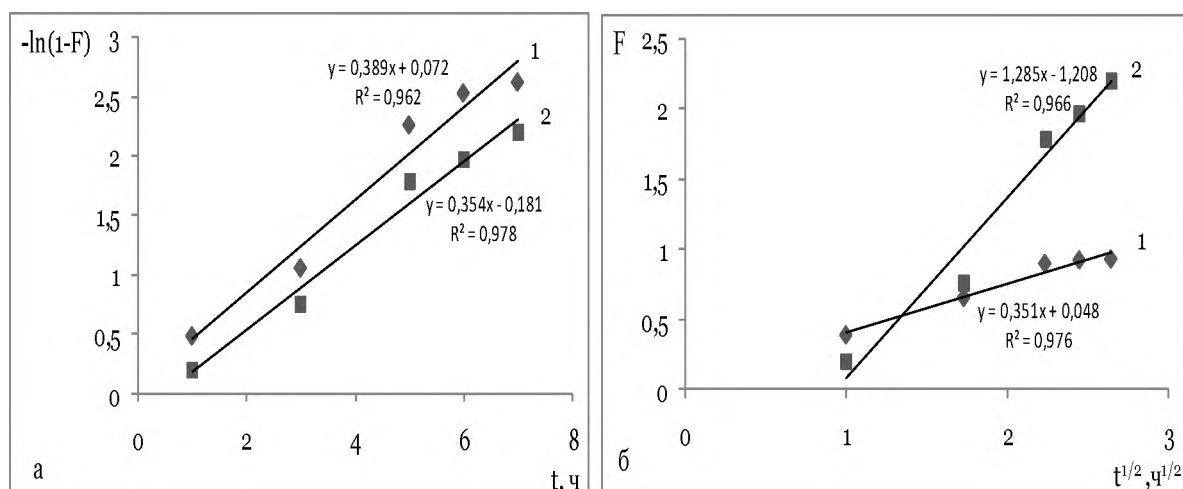 -ln(1-F)
3
2,5
2
1,5
1
0,5
0
0
2
4
6
8
t, ч
y = 0,389x + 0,072
R² = 0,962
1
2
y = 0,354x - 0,181
R² = 0,978
а
F
2,5
2
1,5
1
0,5
0
0
1
2
3
t^1/2,ч^1/2
y = 1,285x - 1,208
R² = 0,966
2
1
y = 0,351x + 0,048
R² = 0,976
б